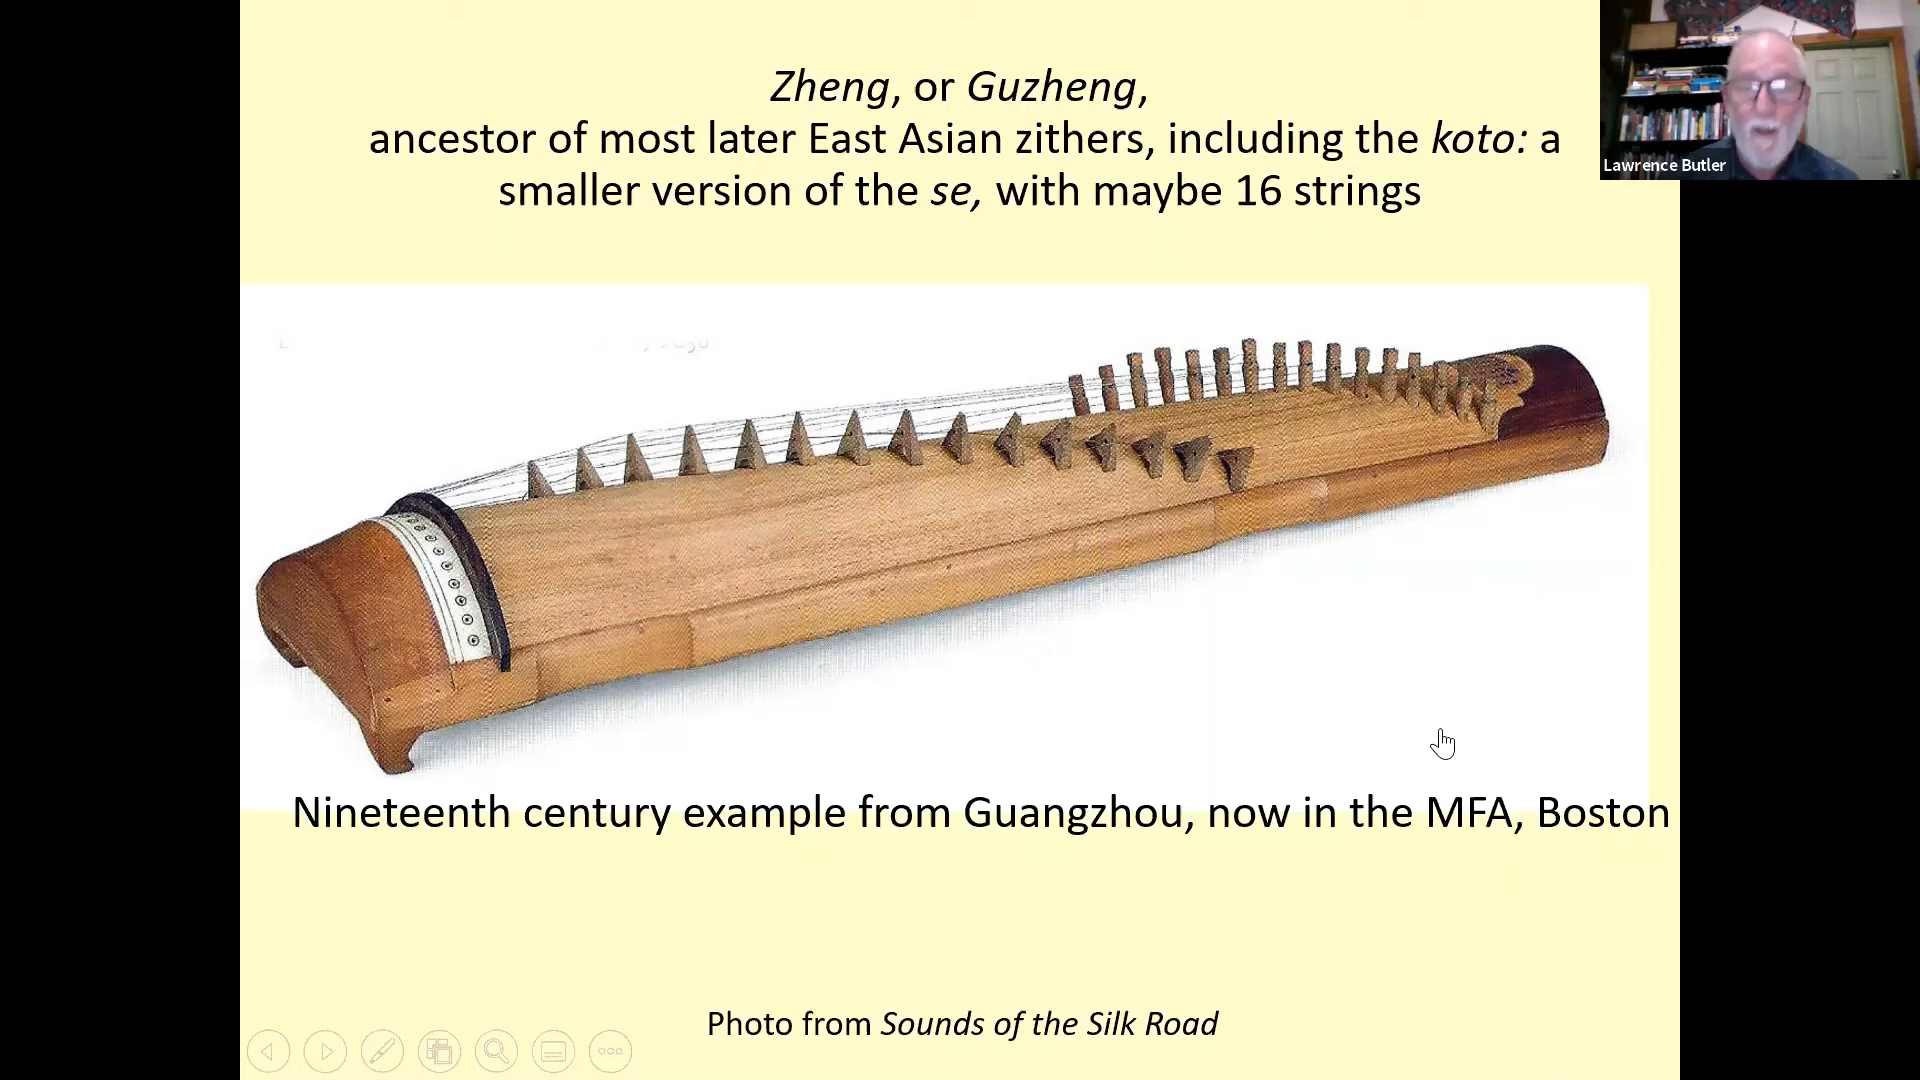 Zheng, or Guzheng,
ancestor of most later East Asian zithers, including the koto: a
smaller version of the se, with maybe 16 strings
Lawrence Butler
Nineteenth century example from Guangzhou, now in the MFA, Boston
Photo from Sounds of the Silk Road